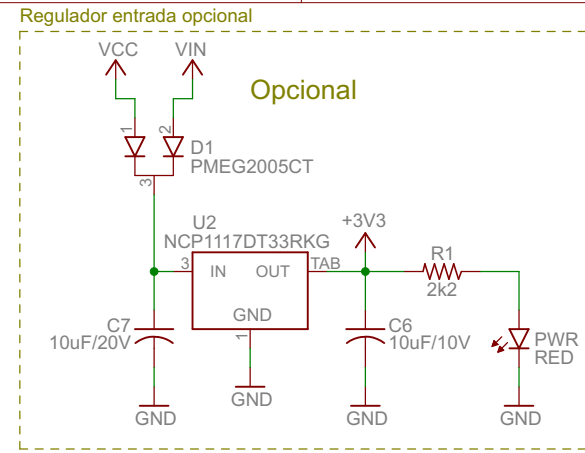 Regulador entrada opcional
VCC
VIN
Opcional
1
2
D1
PMEG2005CT
3
U2
NCP1117DT33RKG
+3V3
3
IN
OUT
TAB
R1
2k2
GND
1
C7
10uF/20V
C6
10uF/10V
PWR
RED
GND
GND
GND
GND